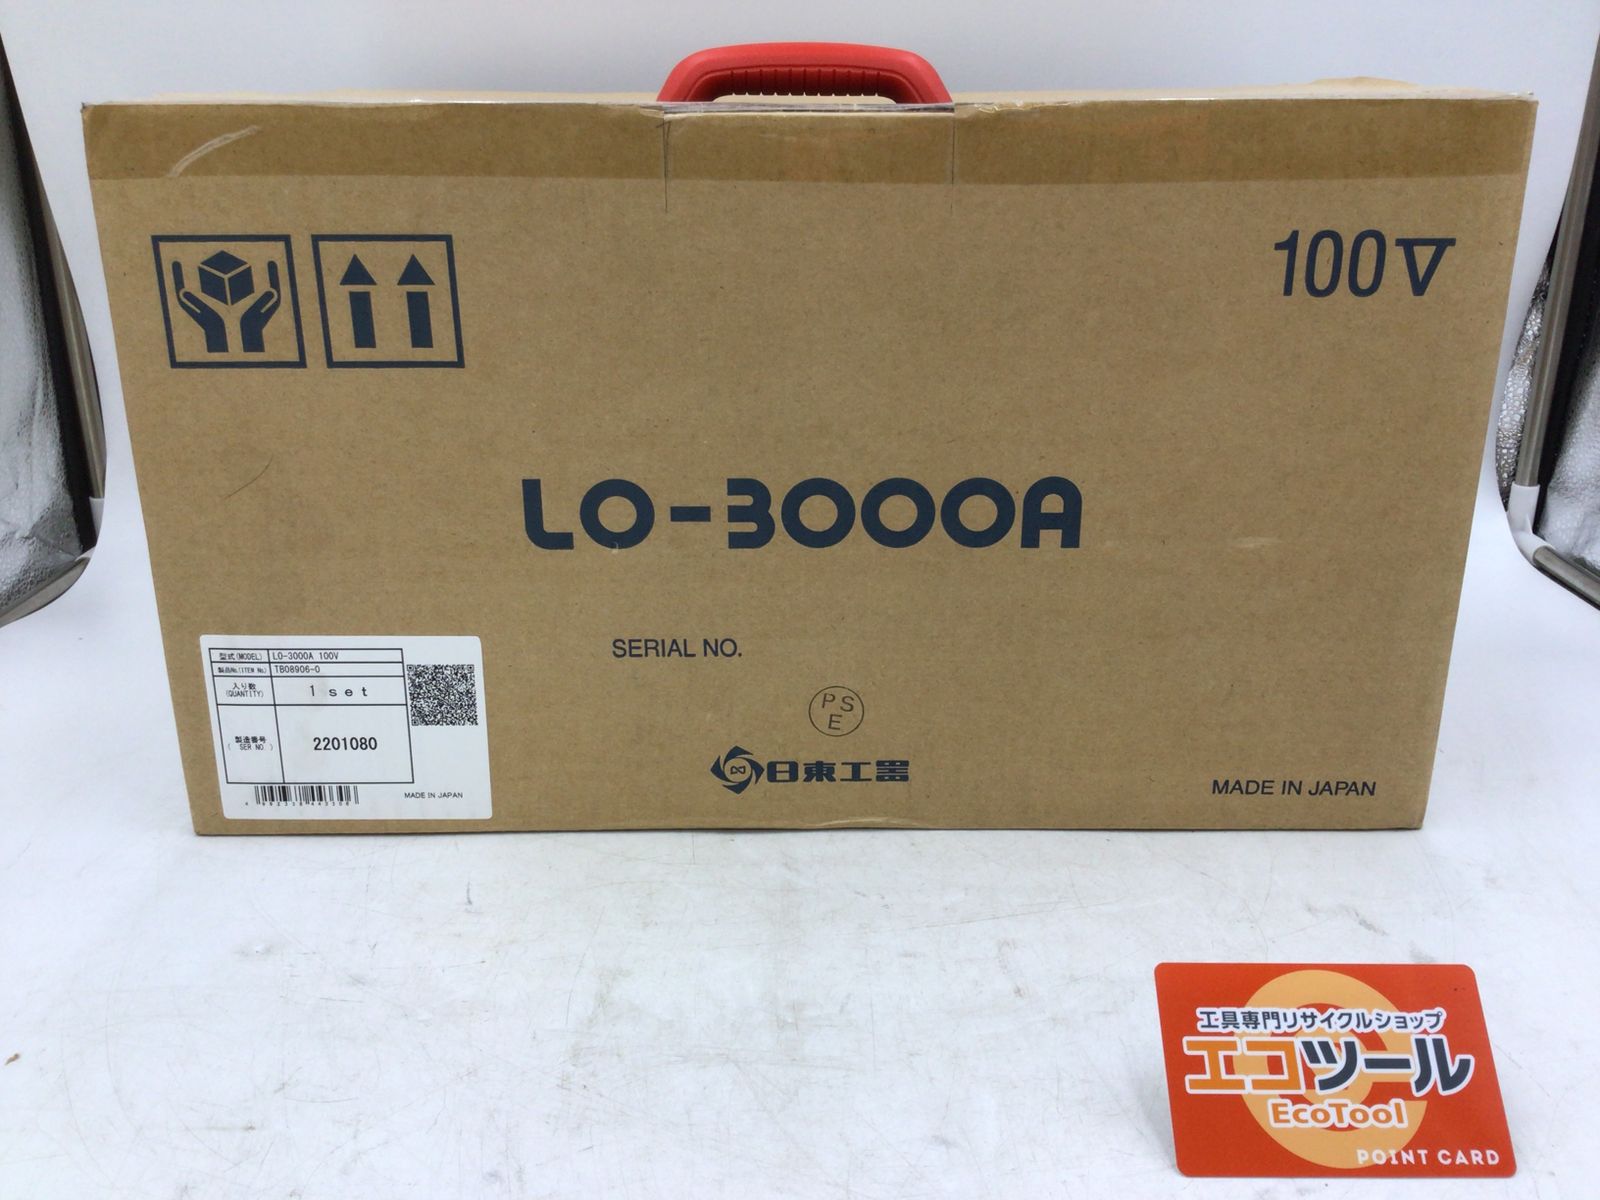 100V
LO-3000A
SERIAL NO.
PS
E
日東工器
MADE IN JAPAN
型式(MODEL) LO-3000A 100V
製品No.(ITEM No.) TB08906-0
入り数
(QUANTITY) 1 set
製造番号
( SER NO. ) 2201080
MADE IN JAPAN
工具専門リサイクルショップ
エコツール
EcoTool
POINT CARD